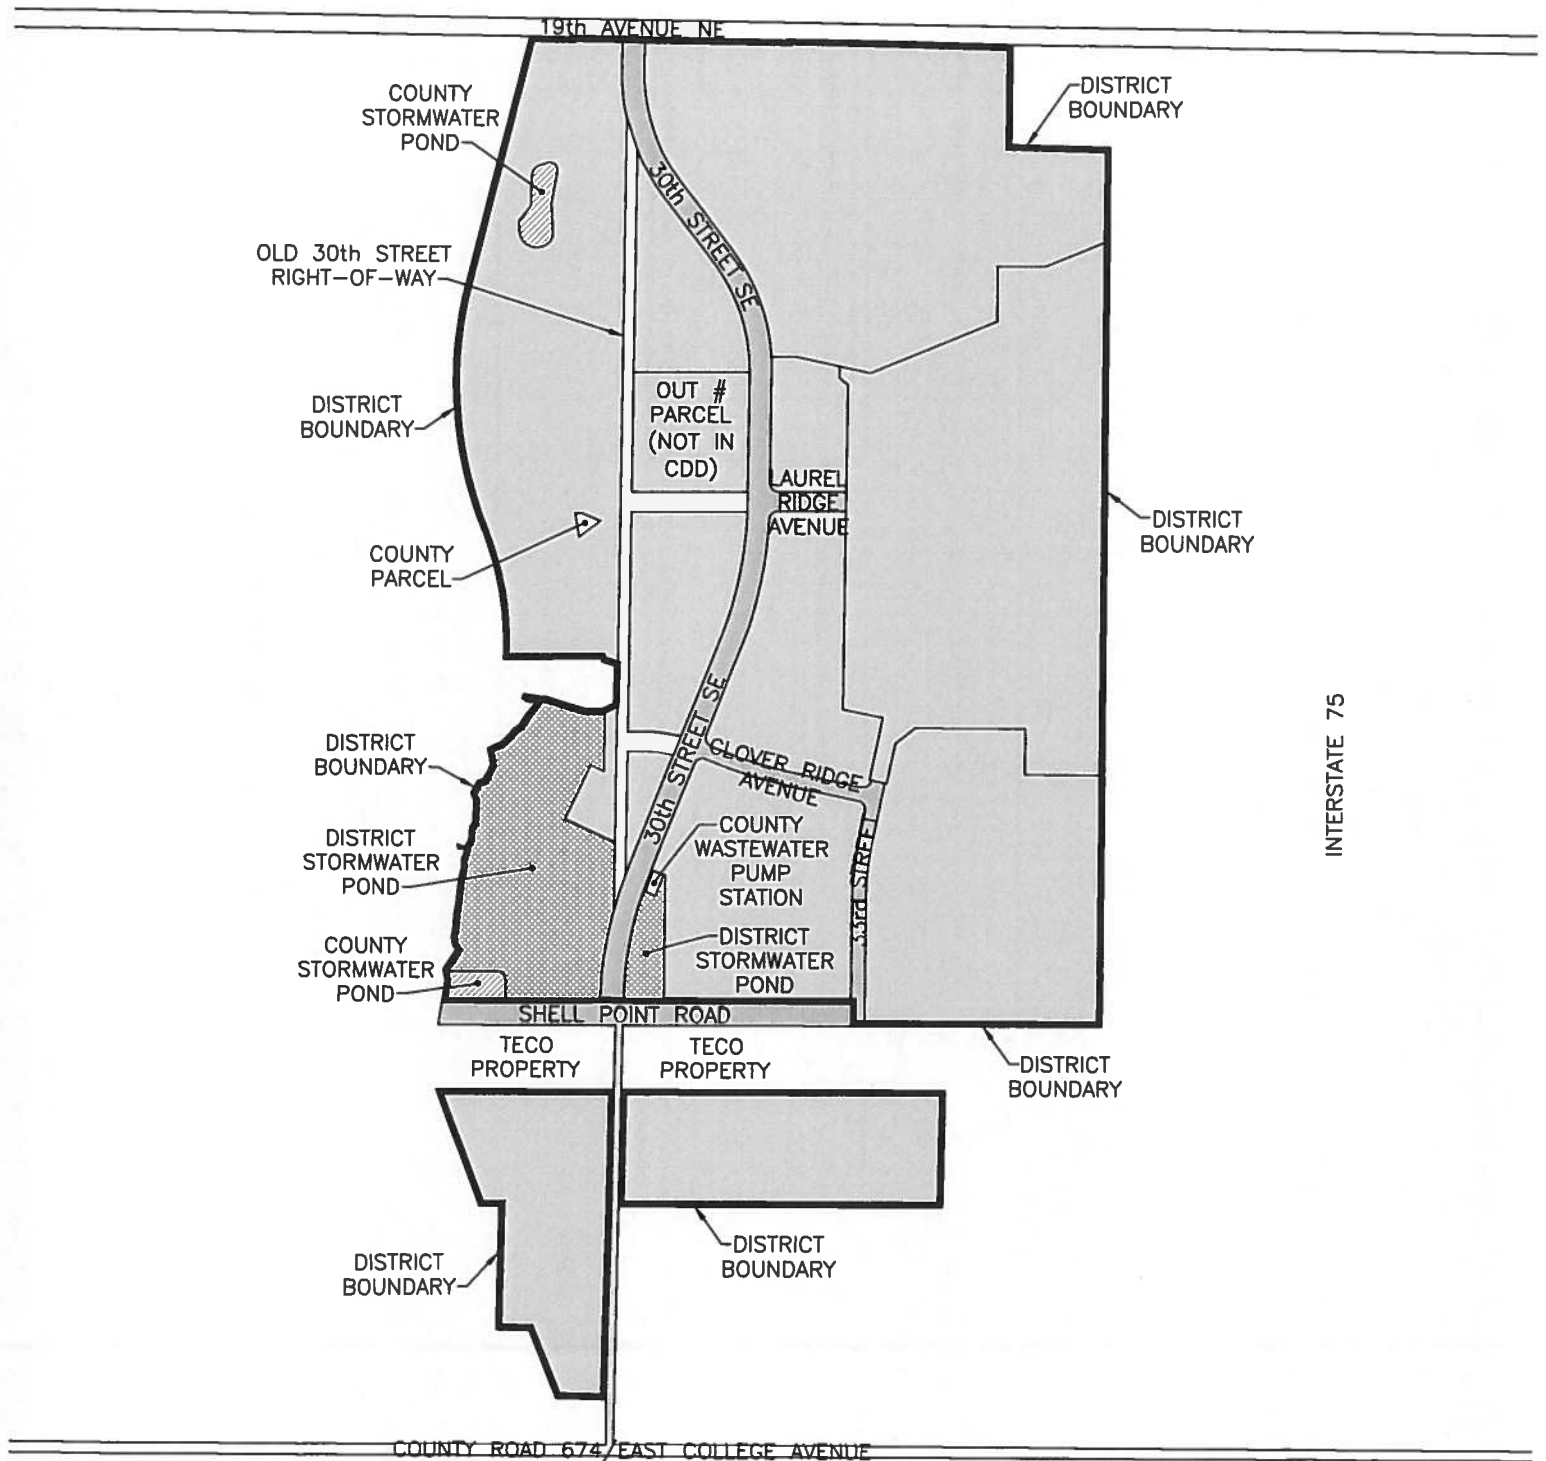 19th AVENUE NE
COUNTY
STORMWATER
POND
DISTRICT
BOUNDARY
30th STREET SE
OLD 30th STREET
RIGHT-OF-WAY
DISTRICT
BOUNDARY
OUT #
PARCEL
(NOT IN
CDD)
LAUREL
RIDGE
AVENUE
DISTRICT
BOUNDARY
COUNTY
PARCEL
30th STREET SE
DISTRICT
BOUNDARY
CLOVER RIDGE
AVENUE
INTERSTATE 75
DISTRICT
STORMWATER
POND
COUNTY
WASTEWATER
PUMP
STATION
33rd STREET
COUNTY
STORMWATER
POND
DISTRICT
STORMWATER
POND
SHELL POINT ROAD
TECO
PROPERTY
TECO
PROPERTY
DISTRICT
BOUNDARY
DISTRICT
BOUNDARY
DISTRICT
BOUNDARY
COUNTY ROAD 674/EAST COLLEGE AVENUE